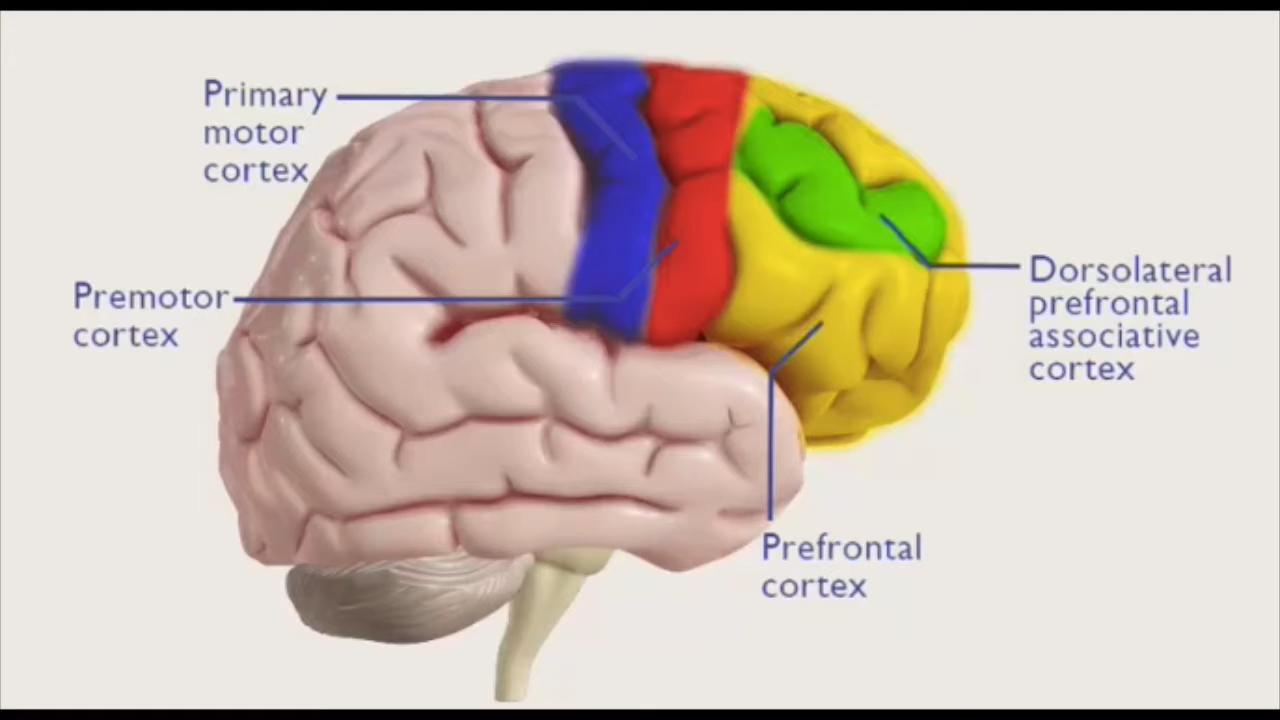 Primary
motor
cortex
Premotor
cortex
Dorsolateral
prefrontal
associative
cortex
Prefrontal
cortex